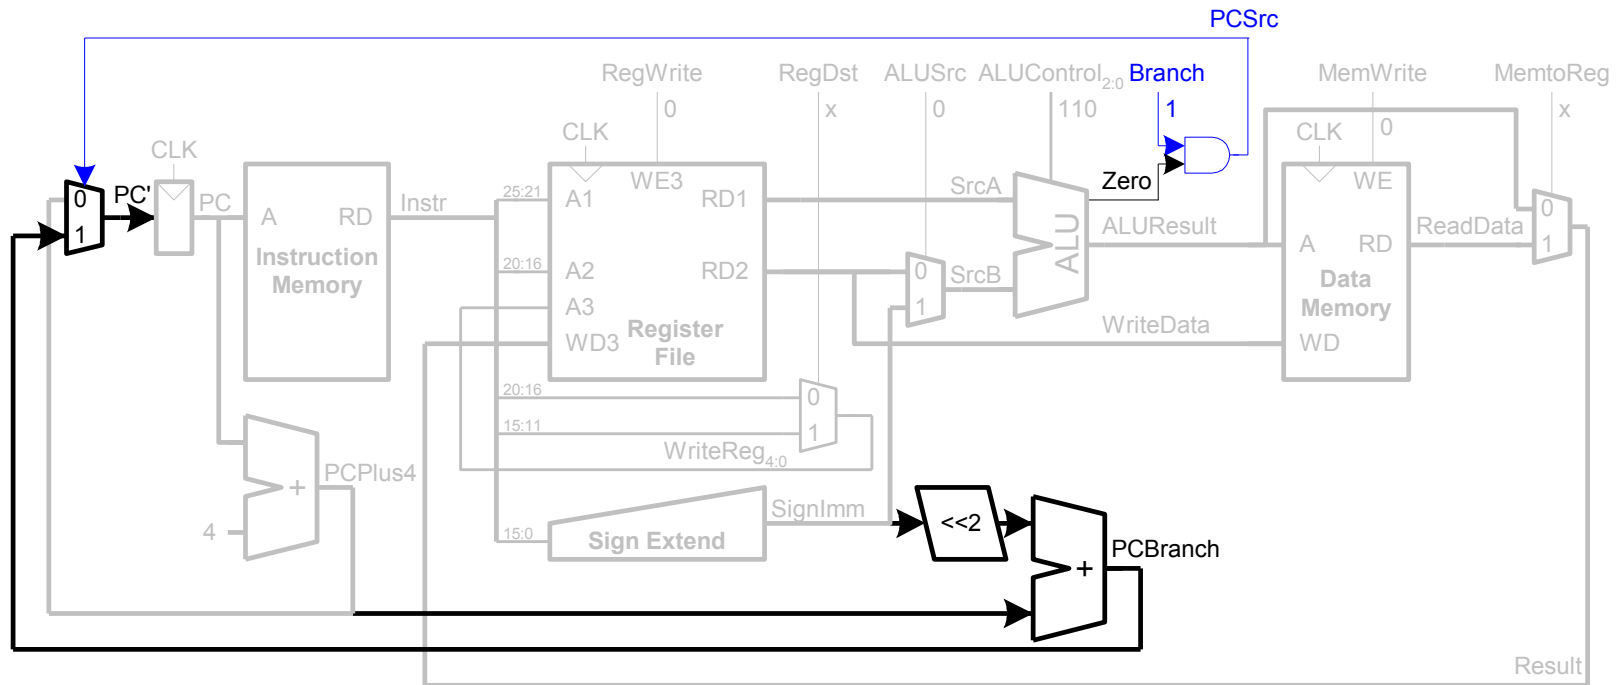 PCSrc
RegWrite RegDst ALUSrc ALUControl2:0 Branch MemWrite MemtoReg
0 x 0 110 1 0 x
CLK CLK CLK
PC' PC Instr
0
1
A RD
Instruction
Memory
25:21
20:16
A1 WE3 RD1
A2 RD2
A3
WD3
Register
File
SrcA
0
1
SrcB
ALU
Zero
ALUResult
WriteData
A RD
WE
Data
Memory
WD
ReadData
0
1
20:16
15:11
0
1
WriteReg4:0
PCPlus4
+
4
15:0
Sign Extend
SignImm
<<2
+
PCBranch
Result